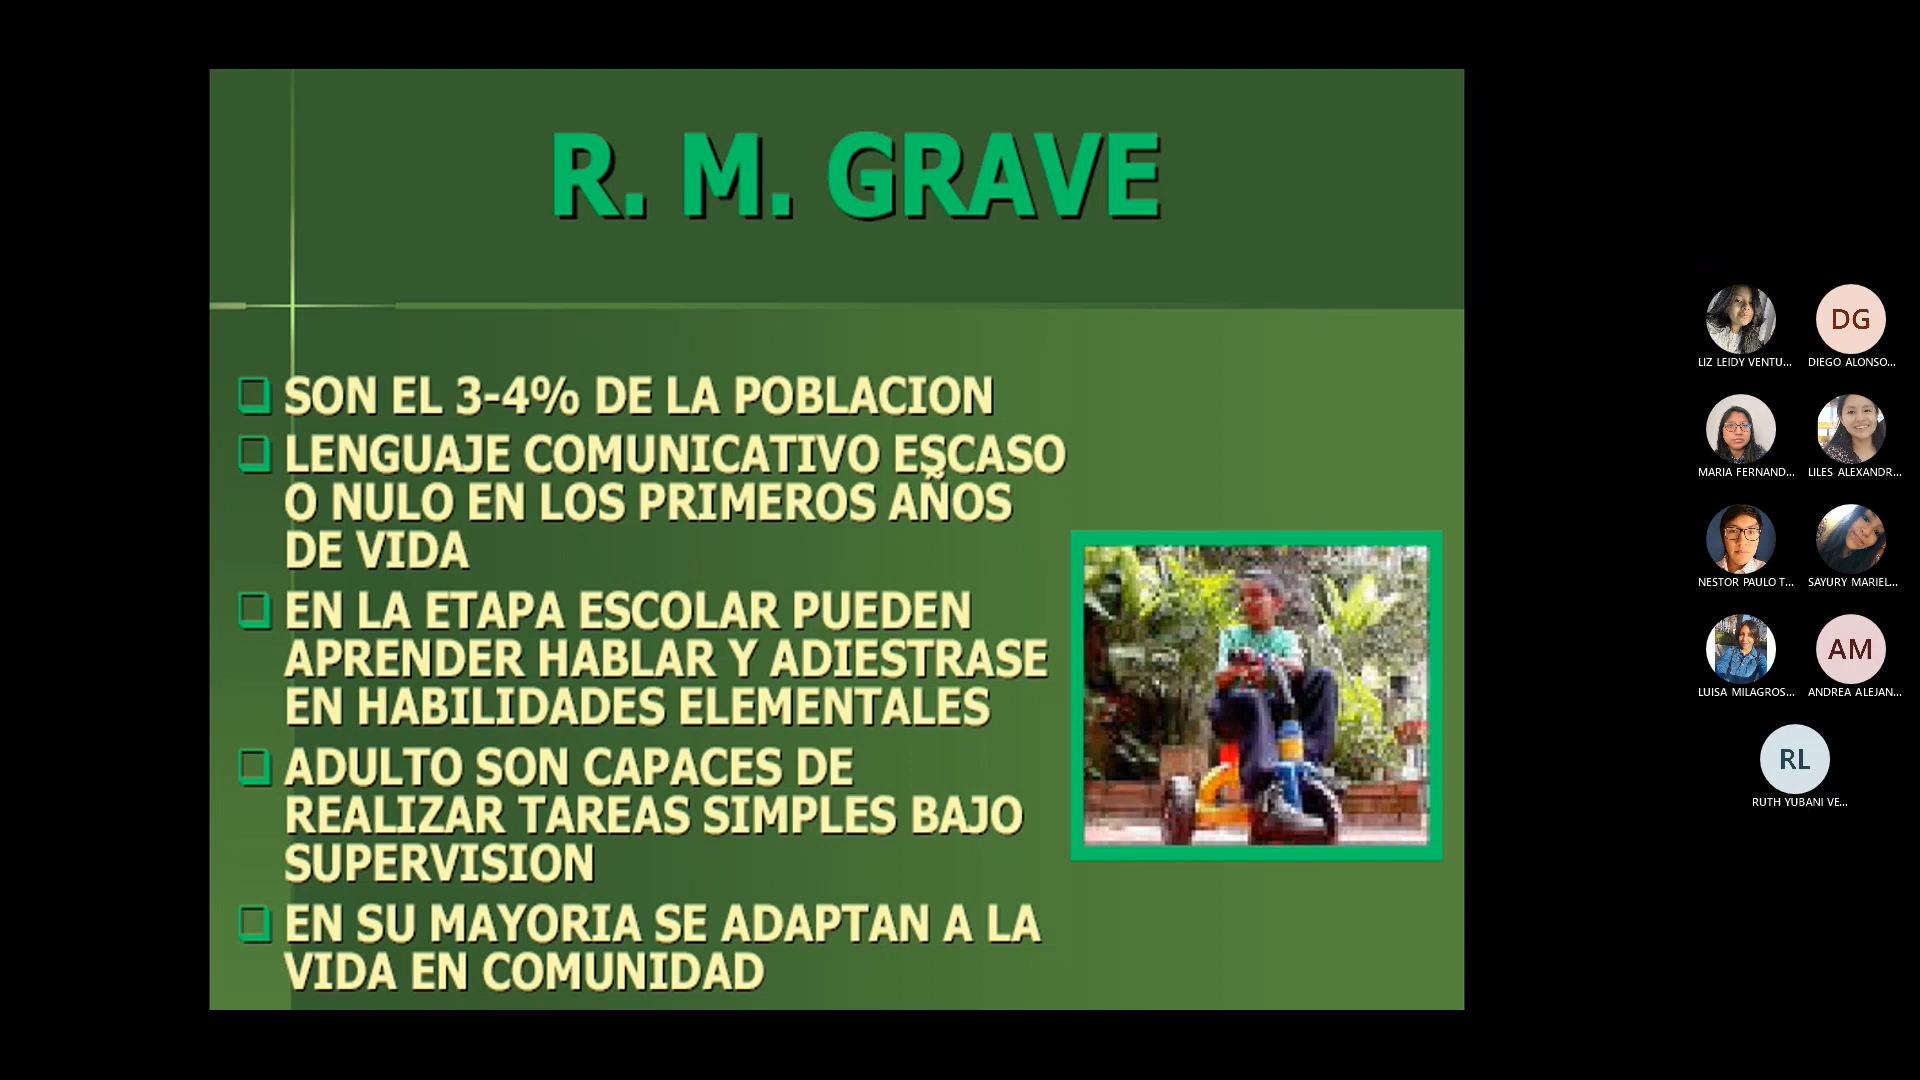 R. M. GRAVE
SON EL 3-4% DE LA POBLACION
LENGUAJE COMUNICATIVO ESCASO
O NULO EN LOS PRIMEROS AÑOS
DE VIDA
EN LA ETAPA ESCOLAR PUEDEN
APRENDER HABLAR Y ADIESTRASE
EN HABILIDADES ELEMENTALES
ADULTO SON CAPACES DE
REALIZAR TAREAS SIMPLES BAJO
SUPERVISION
EN SU MAYORIA SE ADAPTAN A LA
VIDA EN COMUNIDAD
DG
LIZ LEIDY VENTU...
DIEGO ALONSO...
MARIA FERNAND...
LILES ALEXANDR...
NESTOR PAULO T...
SAYURY MARIEL...
AM
LUISA MILAGROS...
ANDREA ALEJAN...
RL
RUTH YUBANI VE...